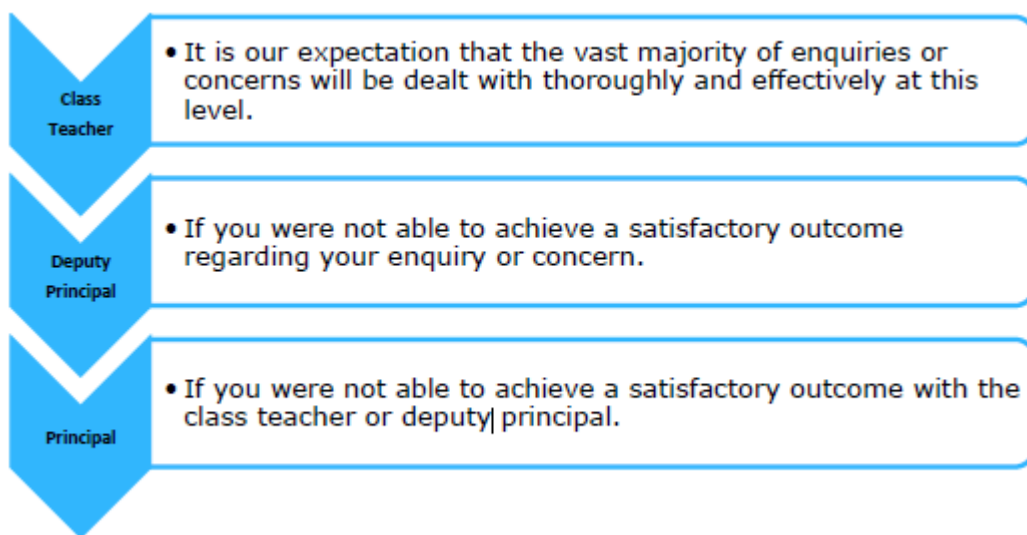 Class
Teacher
• It is our expectation that the vast majority of enquiries or
concerns will be dealt with thoroughly and effectively at this
level.
Deputy
Principal
• If you were not able to achieve a satisfactory outcome
regarding your enquiry or concern.
Principal
• If you were not able to achieve a satisfactory outcome with the
class teacher or deputy principal.